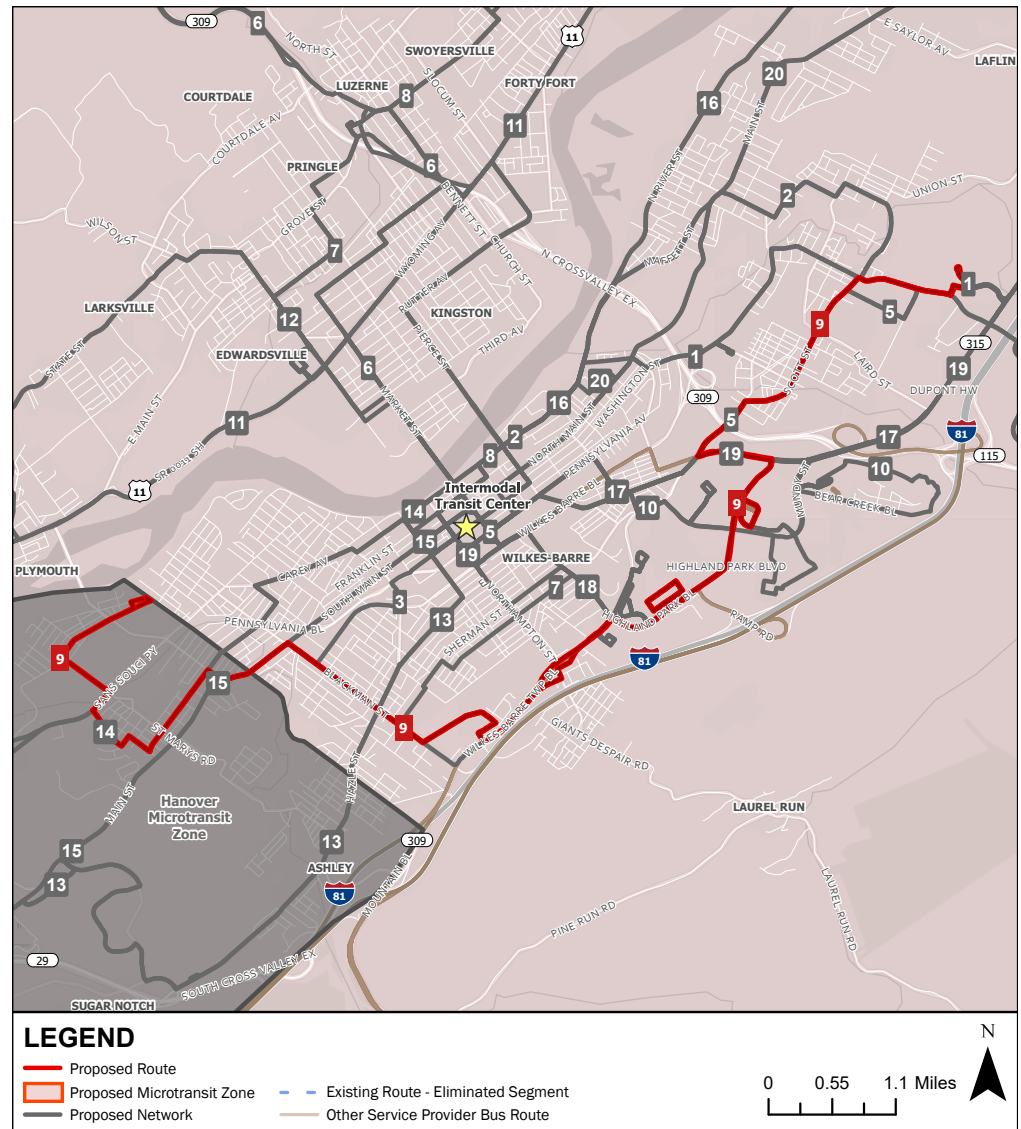 309
6
NORTH ST
SWOYERSVILLE
11
E SAYLOR AV
LAFLIN
20
LUZERNE
8
SLOCUM ST
FORTY FORT
COURTDALE
16
MAIN ST
COURTDALE AV
11
N RIVER ST
PRINGLE
6
2
UNION ST
BENNETT ST
GROVE ST
WILSON ST
WYOMING AV
CHURCH ST
7
N CROSSVALLEY EX
MAFFETT ST
RUTTER AV
1
LARKSVILLE
KINGSTON
5
12
9
THIRD AV
PIERCE ST
315
EDWARDSVILLE
1
LAIRD ST
STATE ST
6
20
WASHINGTON ST
SCOTT ST
19
DUPONT HW
MARKET ST
309
E MAIN ST
16
NORTH MAIN ST
5
11
2
PENNSYLVANIA AV
17
81
SR 0011 SH
8
19
115
11
Intermodal
Transit Center
17
10
MUNDY ST
10
14
5
WILKES BARRE BL
9
BEAR CREEK BL
15
FRANKLIN ST
19
WILKES-BARRE
PLYMOUTH
CAREY AV
SOUTH MAIN ST
7
18
HIGHLAND PARK BLVD
3
NORTHAMPTON ST
13
SHERMAN ST
HIGHLAND PARK BL
PENNSYLVANIA BL
RAMP RD
9
SANS SOUCI PY
81
15
BLACKMAN ST
WILKES BARRE TWP BL
14
9
GIANTS DESPAIR RD
ST MARYS RD
HAZLE ST
MAIN ST
Hanover
Microtransit
Zone
LAUREL RUN
13
309
15
ASHLEY
13
81
MOUNTAIN BL
LAUREL RUN RD
PINE RUN RD
29
SOUTH CROSS VALLEY EX
SUGAR NOTCH
LEGEND
Proposed Route
Proposed Microtransit Zone
Proposed Network
Existing Route - Eliminated Segment
Other Service Provider Bus Route
0 0.55 1.1 Miles
N